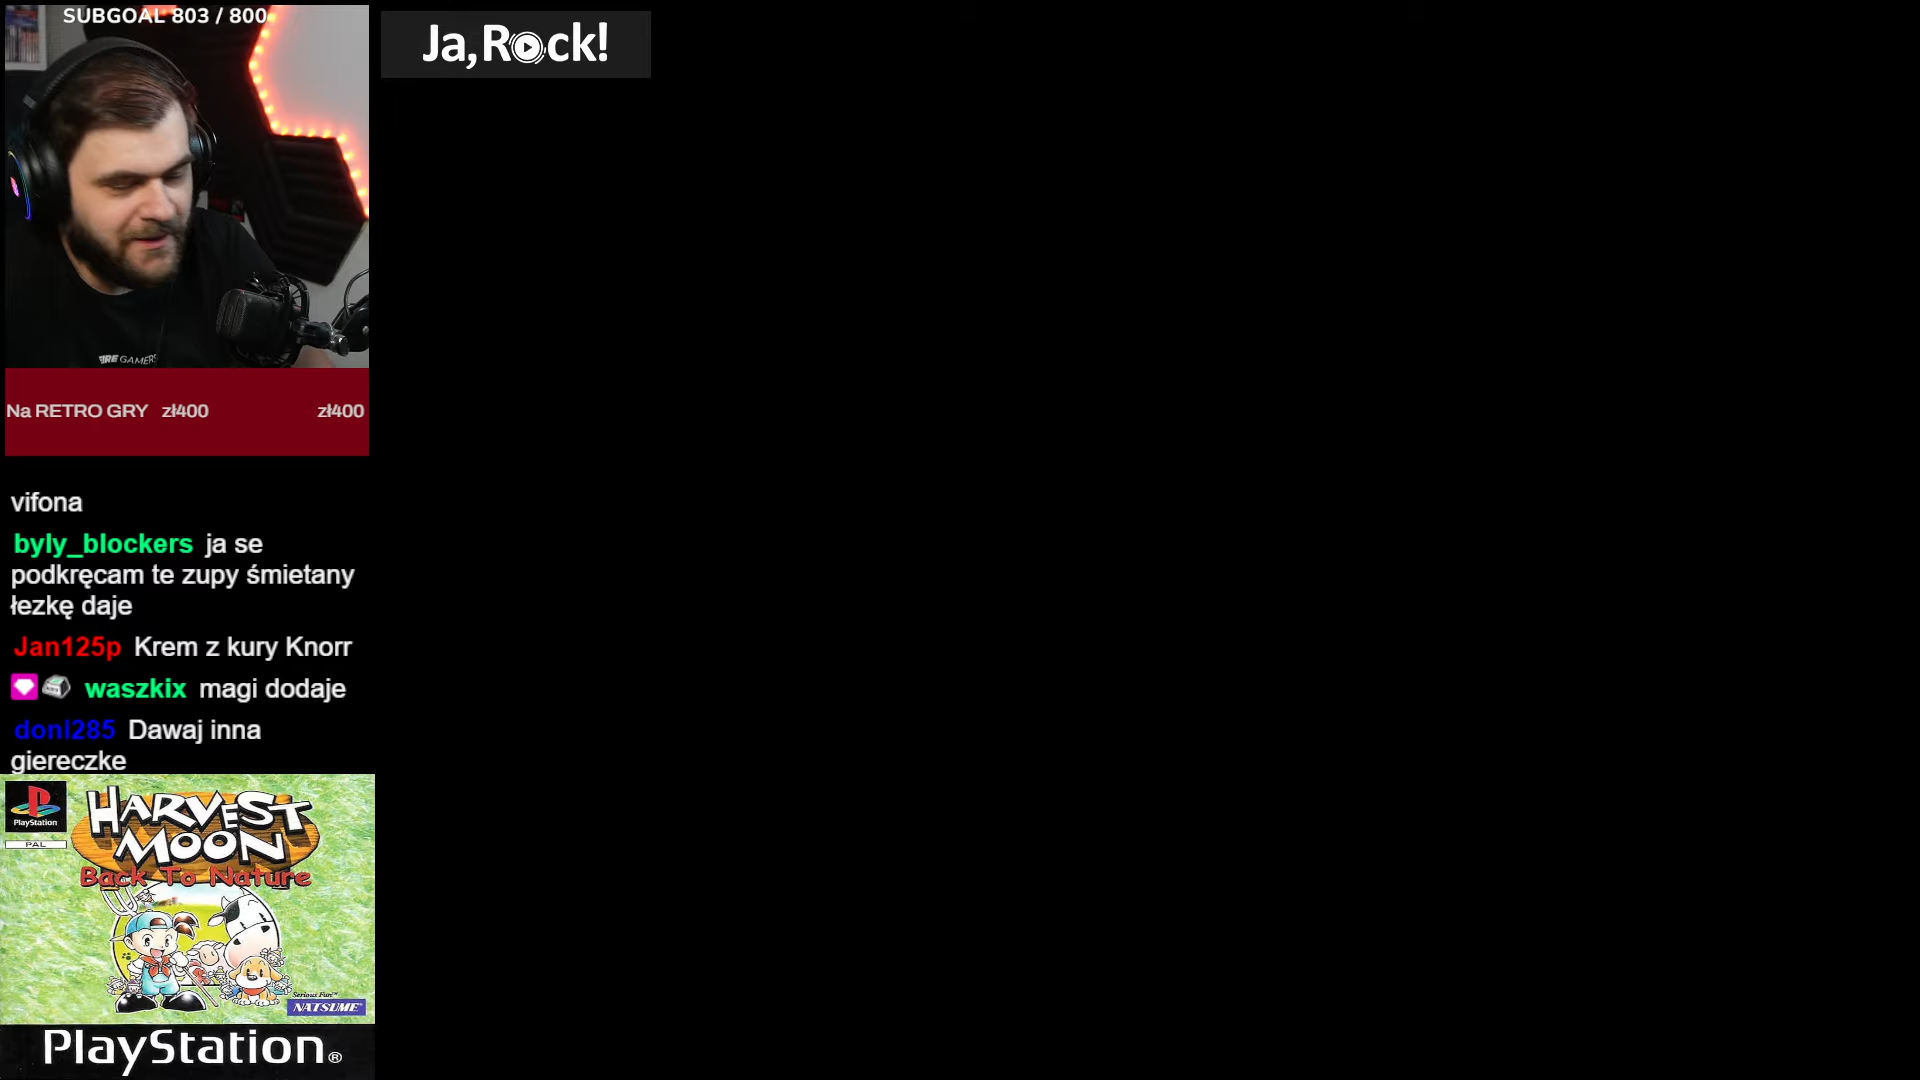 SUBGOAL 803 / 800
Ja,Rock!
Na RETRO GRY zł400 zł400
vifona
byly_blockers ja se
podkręcam te zupy śmietany
łezkę daje
Jan125p Krem z kury Knorr
waszkix magi dodaje
doni285 Dawaj inna
giereczke
PlayStation
PAL
HARVEST
MOON
Back To Nature
Serious Fun™
NATSUME®
PlayStation®